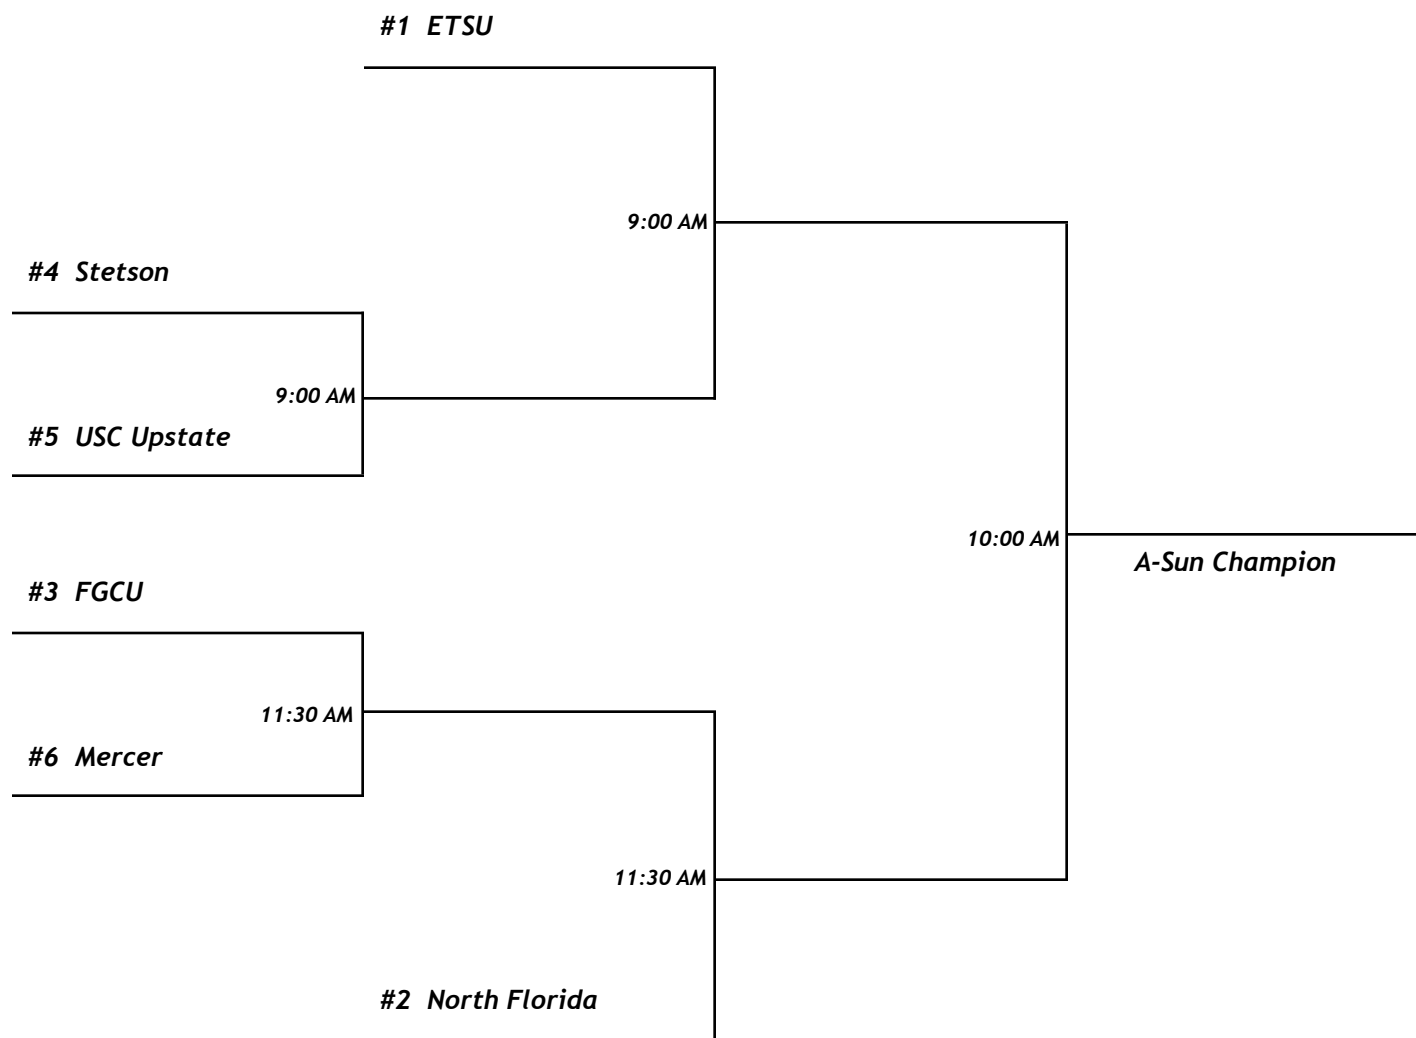 #1 ETSU
9:00 AM
#4 Stetson
9:00 AM
#5 USC Upstate
10:00 AM
A-Sun Champion
#3 FGCU
11:30 AM
#6 Mercer
11:30 AM
#2 North Florida